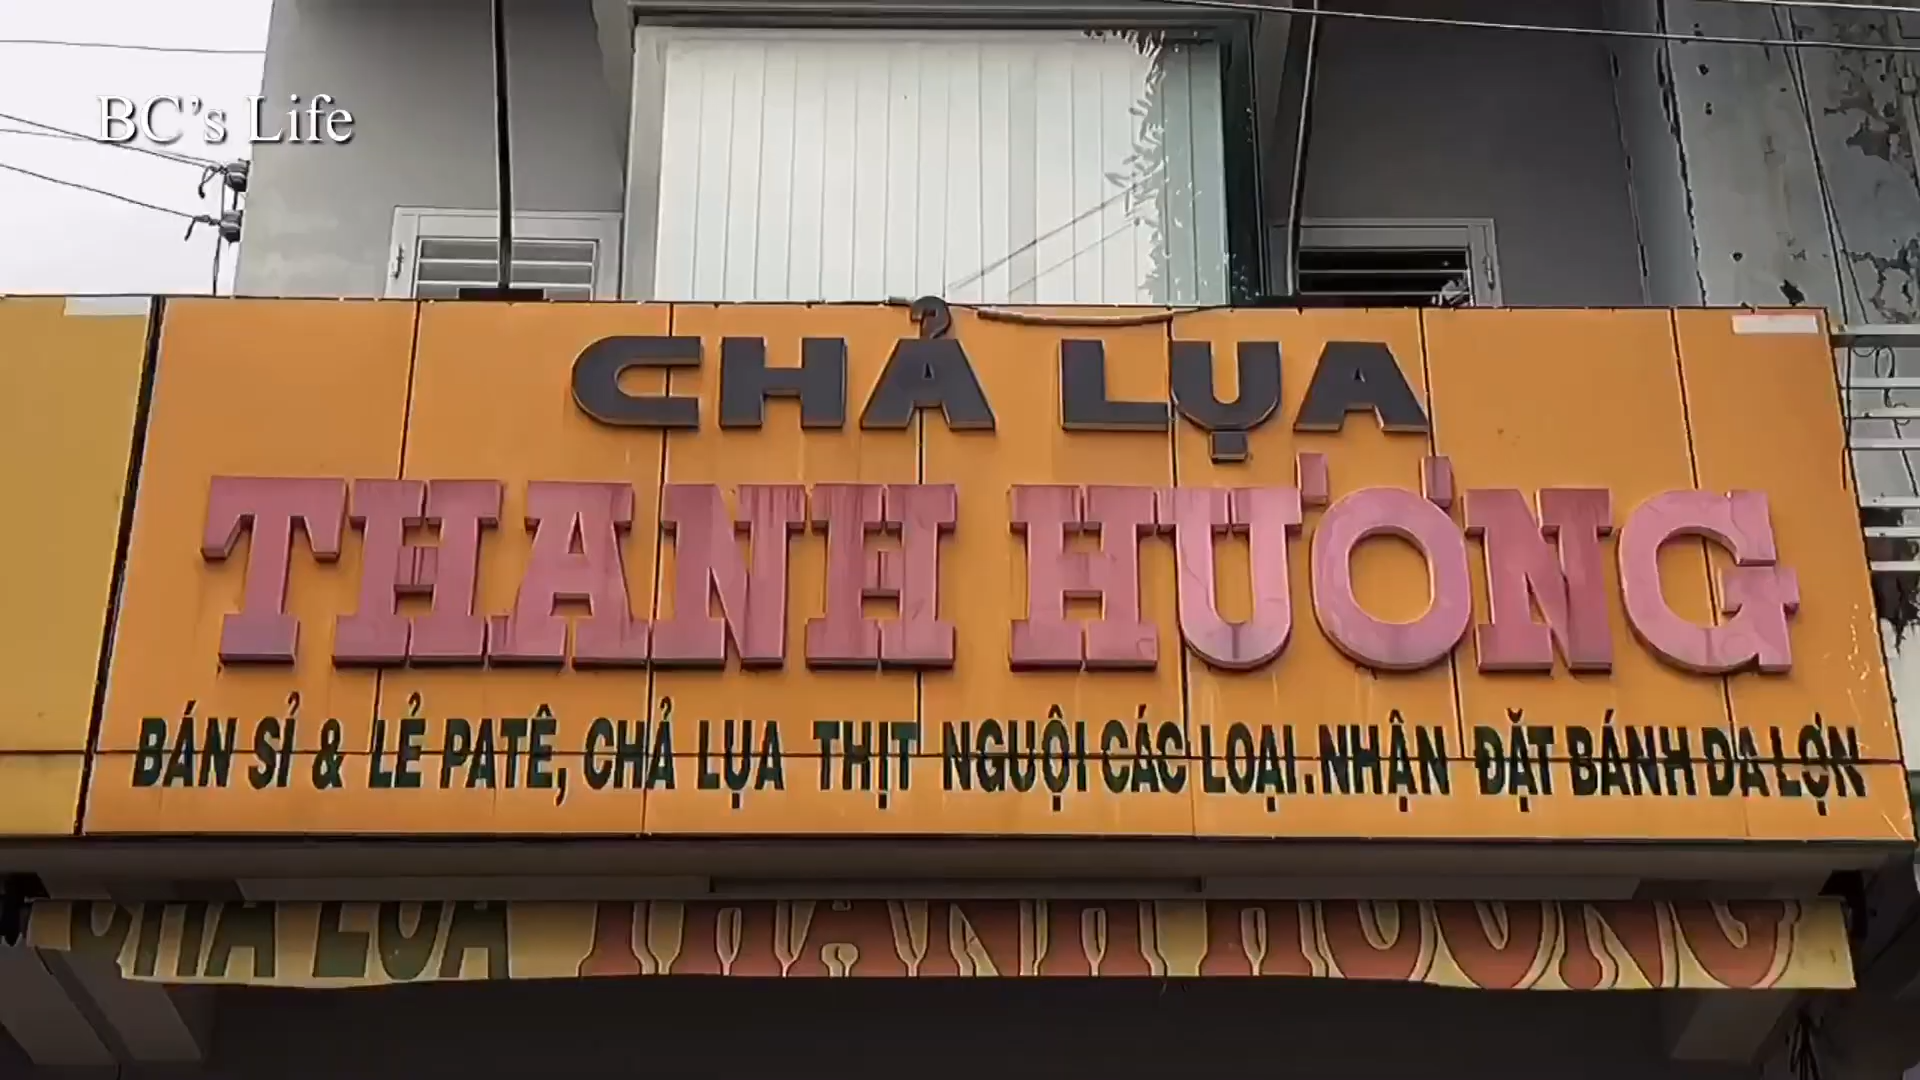 BC's Life
CHẢ LỤA
THANH HƯƠNG
BÁN SỈ & LẺ PATÊ, CHẢ LỤA THỊT NGUỘI CÁC LOẠI. NHẬN ĐẶT BÁNH DA LỢN
CHẢ LỤA THANH HƯƠNG